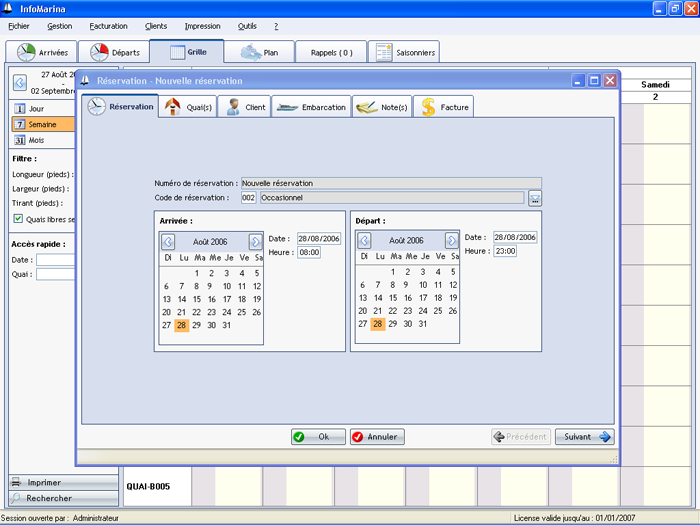 InfoMarina
Fichier Gestion Facturation Clients Impression Outils ?
Arrivées Départs Grille Plan Rappels ( 0 ) Saisonniers
27 Août 20
-
02 Septembre
Jour
7 Semaine
31 Mois
Filtre :
Longueur (pieds) :
Largeur (pieds) :
Tirant (pieds) :
Quais libres se
Accès rapide :
Date :
Quai :
Imprimer
Rechercher
Samedi
2
QUAI-B005
Réservation - Nouvelle réservation
Réservation Quai(s) Client Embarcation Note(s) Facture
Numéro de réservation : Nouvelle réservation
Code de réservation : 002 Occasionnel
Arrivée :
Août 2006
Di Lu Ma Me Je Ve Sa
1 2 3 4 5
6 7 8 9 10 11 12
13 14 15 16 17 18 19
20 21 22 23 24 25 26
27 28 29 30 31
Date : 28/08/2006
Heure : 08:00
Départ :
Août 2006
Di Lu Ma Me Je Ve Sa
1 2 3 4 5
6 7 8 9 10 11 12
13 14 15 16 17 18 19
20 21 22 23 24 25 26
27 28 29 30 31
Date : 28/08/2006
Heure : 23:00
Ok Annuler Précédent Suivant
Session ouverte par : Administrateur
License valide jusqu'au : 01/01/2007